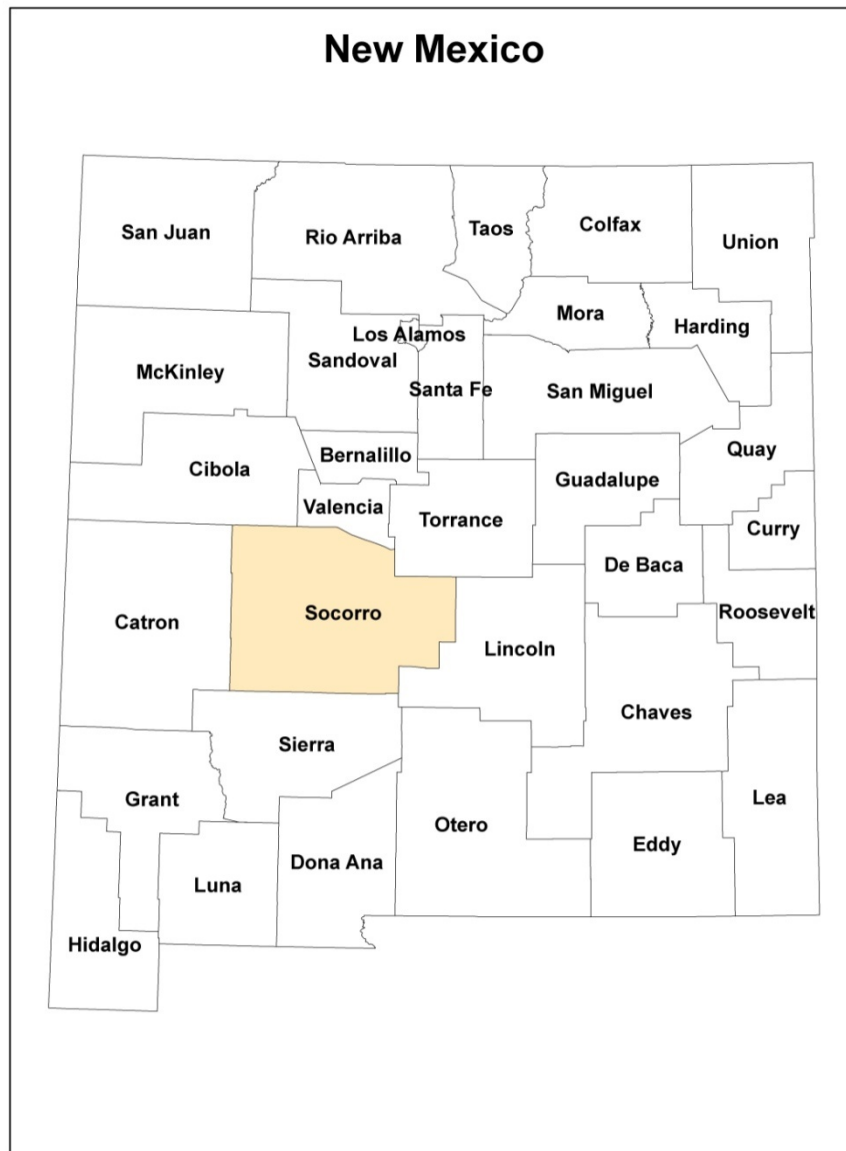 New Mexico
San Juan
Rio Arriba
Taos
Colfax
Union
Mora
Harding
Los Alamos
Sandoval
McKinley
Santa Fe
San Miguel
Bernalillo
Cibola
Quay
Guadalupe
Valencia
Torrance
Curry
De Baca
Socorro
Roosevelt
Catron
Lincoln
Chaves
Sierra
Grant
Lea
Otero
Eddy
Dona Ana
Luna
Hidalgo